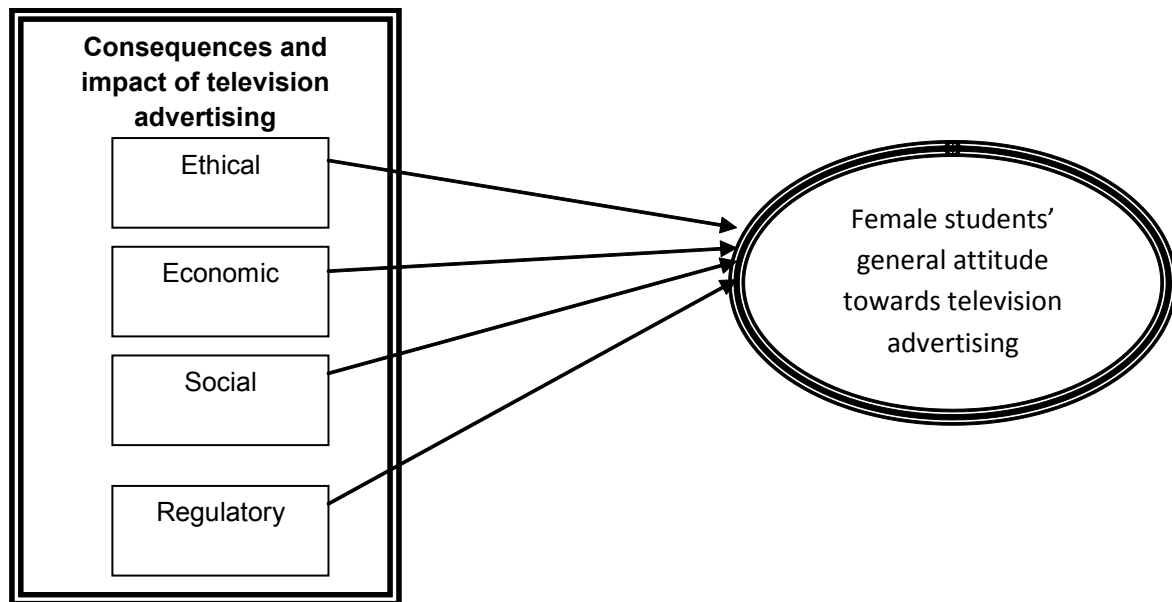 Consequences and
impact of television
advertising
Ethical
Economic
Social
Regulatory
Female students’
general attitude
towards television
advertising